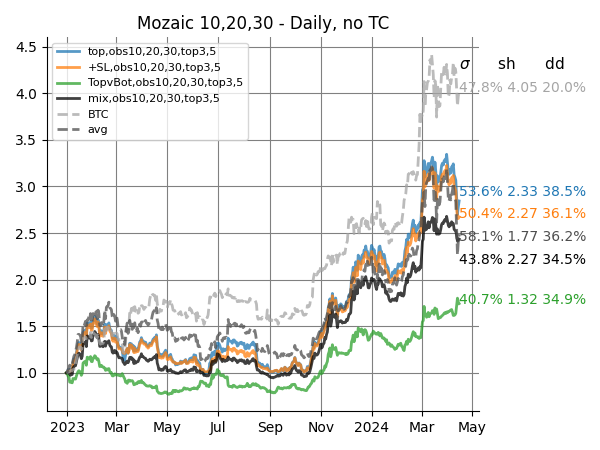 Mozaic 10,20,30 - Daily, no TC
4.5
4.0
3.5
3.0
2.5
2.0
1.5
1.0
top,obs10,20,30,top3,5
+SL,obs10,20,30,top3,5
TopvBot,obs10,20,30,top3,5
mix,obs10,20,30,top3,5
BTC
avg
σ sh dd
47.8% 4.05 20.0%
53.6% 2.33 38.5%
50.4% 2.27 36.1%
58.1% 1.77 36.2%
43.8% 2.27 34.5%
40.7% 1.32 34.9%
2023 Mar May Jul Sep Nov 2024 Mar May